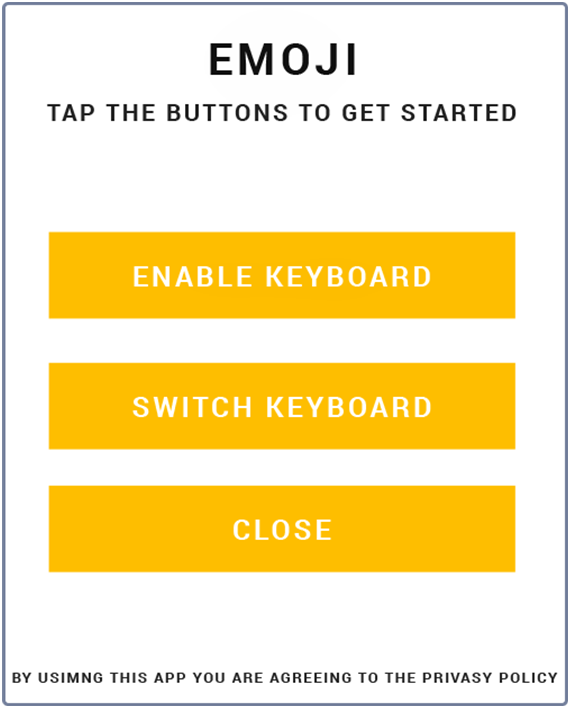 EMOJI
TAP THE BUTTONS TO GET STARTED
ENABLE KEYBOARD
SWITCH KEYBOARD
CLOSE
BY USIMNG THIS APP YOU ARE AGREEING TO THE PRIVASY POLICY